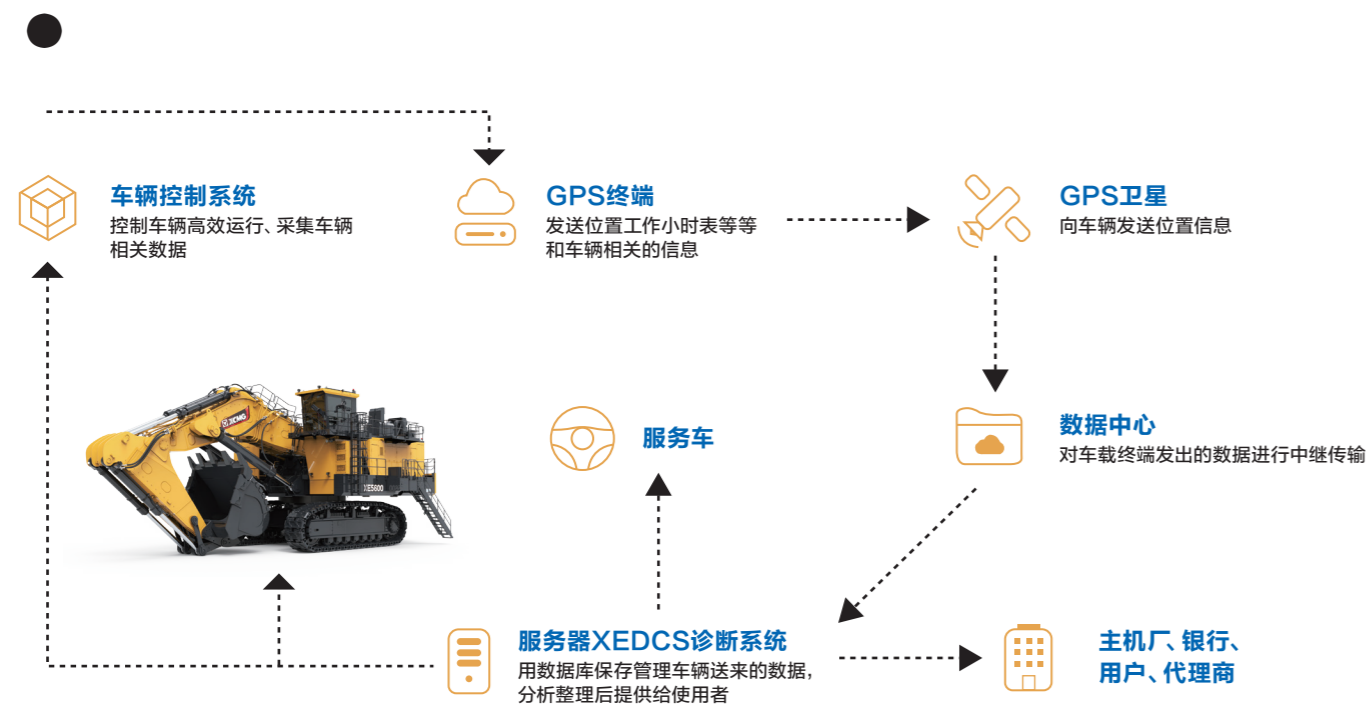 车辆控制系统
控制车辆高效运行、采集车辆
相关数据
GPS终端
发送位置工作小时表等等
和车辆相关的信息
GPS卫星
向车辆发送位置信息
XCMG
XE5600
服务车
数据中心
对车载终端发出的数据进行中继传输
服务器XEDCS诊断系统
用数据库保存管理车辆送来的数据，
分析整理后提供给使用者
主机厂、银行、
用户、代理商